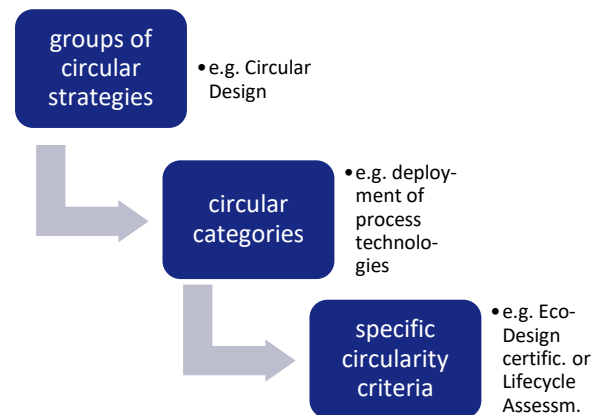 groups of
circular
strategies
•e.g. Circular
Design
circular
categories
•e.g. deploy-
ment of
process
technolo-
gies
specific
circularity
criteria
•e.g. Eco-
Design
certific. or
Lifecycle
Assessm.